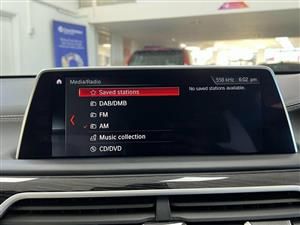 Media/Radio
558 kHz
6:02 pm
Saved stations
No saved stations available.
DAB/DMB
FM
AM
Music collection
CD/DVD